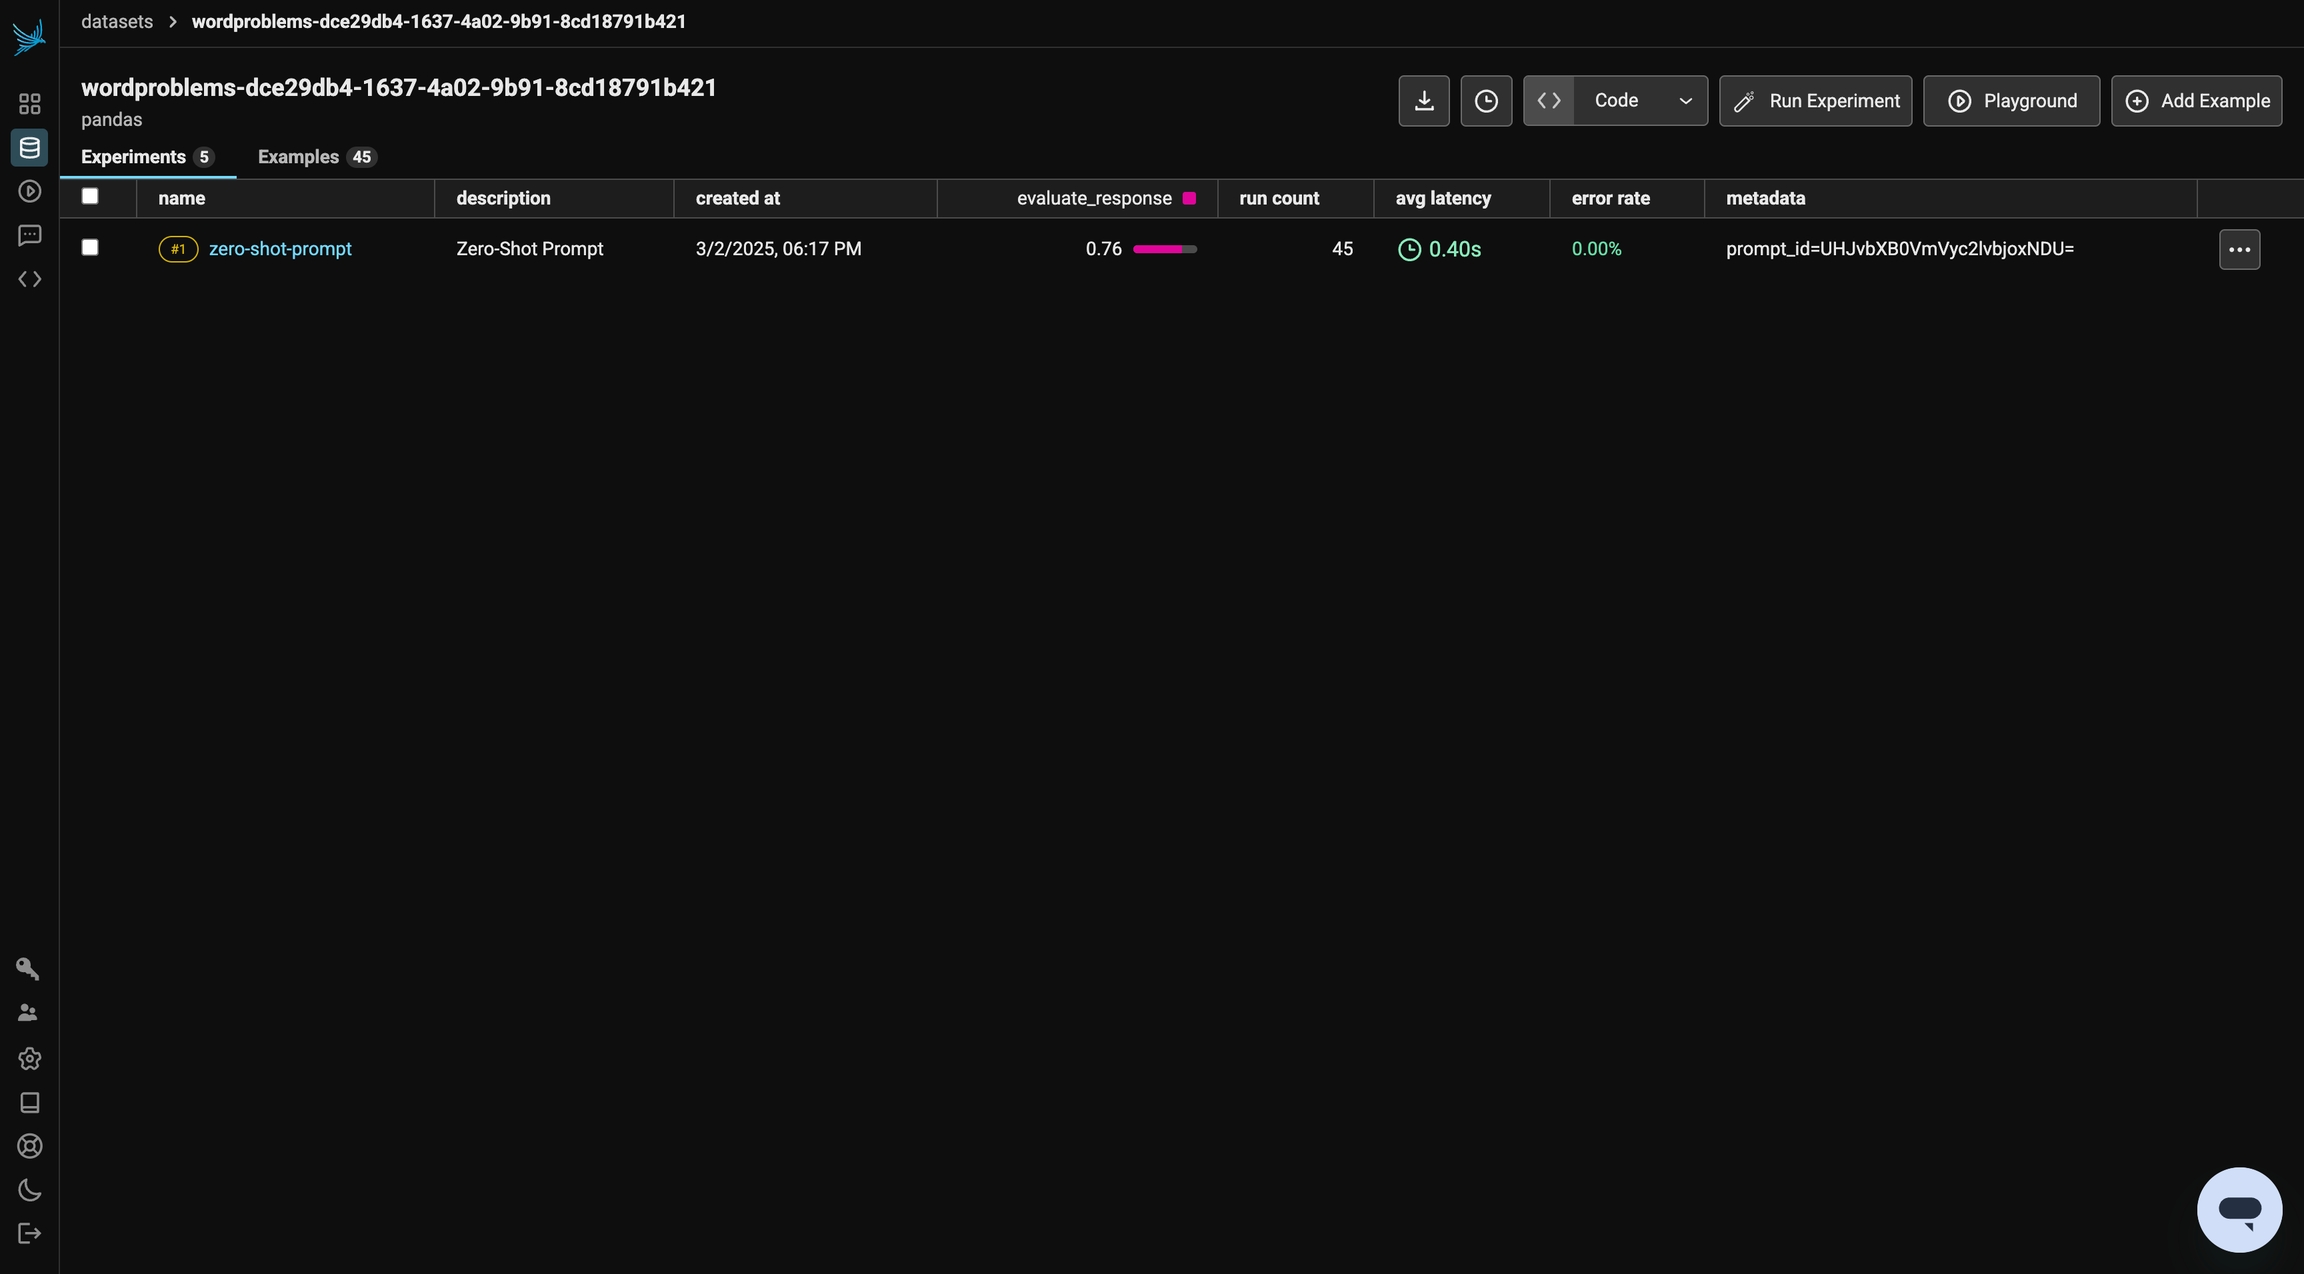 datasets > wordproblems-dce29db4-1637-4a02-9b91-8cd18791b421
wordproblems-dce29db4-1637-4a02-9b91-8cd18791b421
pandas
Code Run Experiment Playground Add Example
Experiments 5 Examples 45
name description created at evaluate_response run count avg latency error rate metadata
#1 zero-shot-prompt Zero-Shot Prompt 3/2/2025, 06:17 PM 0.76 45 0.40s 0.00% prompt_id=UHJvbXB0VmVyc2lvbjoxNDU=